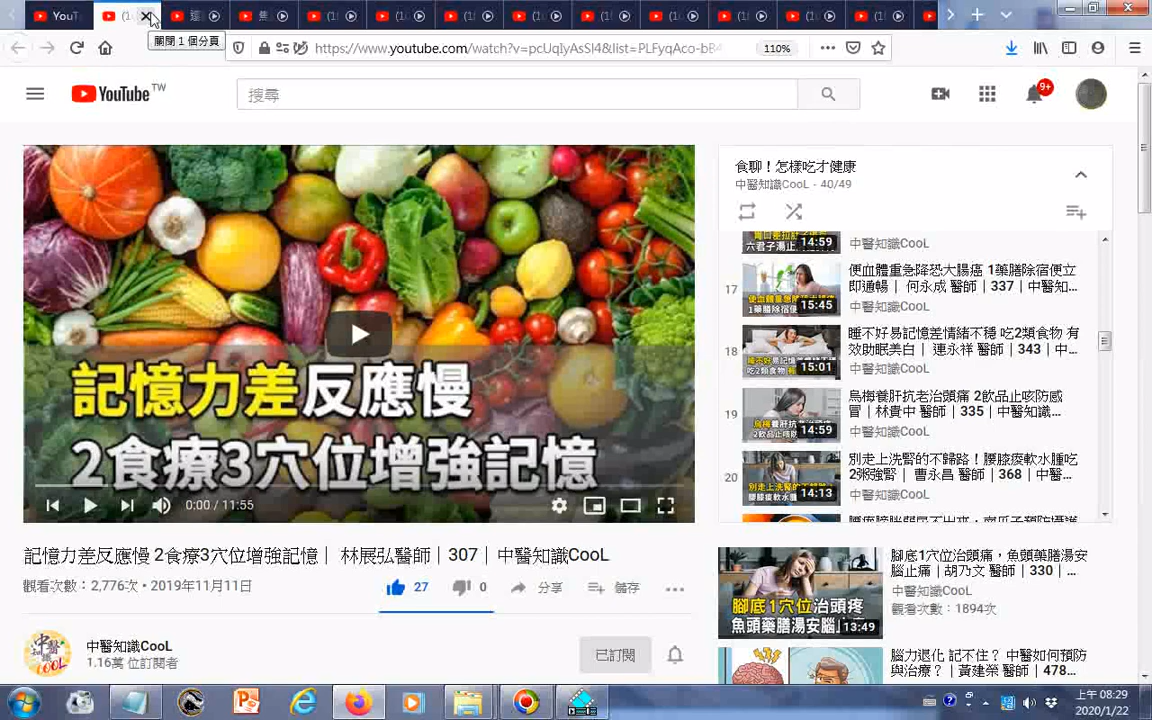 YouT
關閉 1 個分頁
https://www.youtube.com/watch?v=pcUqIyAsSl4&list=PLFyqAco-bB4
110%
YouTube TW
搜尋
9+
記憶力差反應慢
2食療3穴位增強記憶
0:00 / 11:55
記憶力差反應慢 2食療3穴位增強記憶│ 林展弘醫師│307│中醫知識CooL
觀看次數：2,776次 • 2019年11月11日
27
0
分享
儲存
中醫知識CooL
1.16萬 位訂閱者
已訂閱
食聊！怎樣吃才健康
中醫知識CooL - 40/49
14:59
中醫知識CooL
17
15:45
便血體重急降恐大腸癌 1藥膳除宿便立
即通暢│ 何永成 醫師│337│中醫知...
中醫知識CooL
18
15:01
睡不好易記憶差情緒不穩 吃2類食物 有
效助眠美白│ 連永祥 醫師│343│中...
中醫知識CooL
19
14:59
烏梅養肝抗老治頭痛 2飲品止咳防感
冒│林貴中 醫師│335│中醫知識...
中醫知識CooL
20
14:13
別走上洗腎的不歸路！腰膝痠軟水腫吃
2粥強腎│ 曹永昌 醫師│368│中醫...
中醫知識CooL
腳底1穴位治頭疼
魚頭藥膳湯安腦止痛
13:49
腳底1穴位治頭痛，魚頭藥膳湯安
腦止痛│胡乃文 醫師│330│...
中醫知識CooL
觀看次數：1894次
腦力退化 記不住？ 中醫如何預防
與治療？│黃建榮 醫師│478...
上午 08:29
2020/1/22